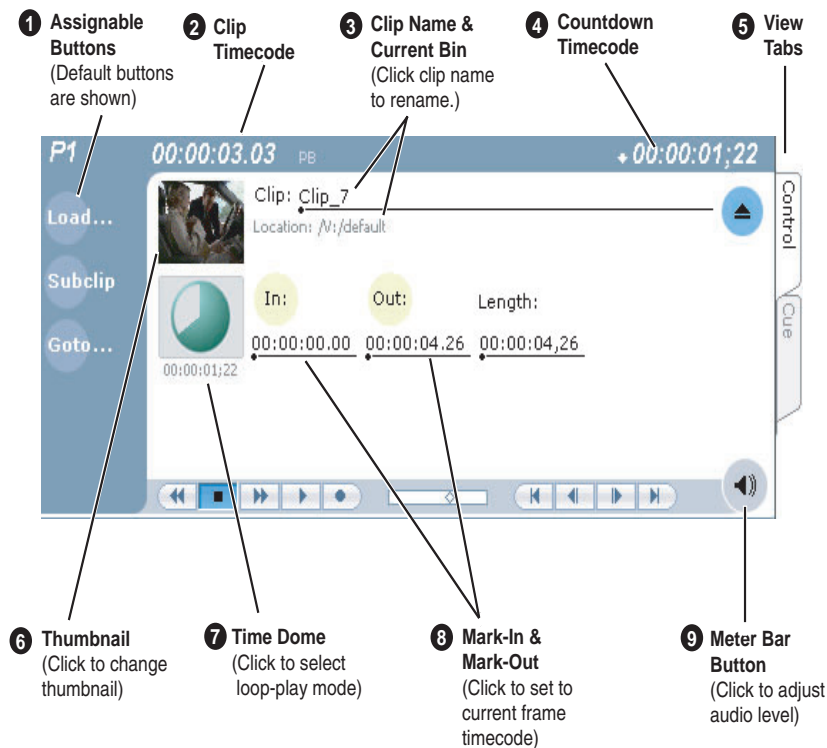 1 Assignable Buttons
(Default buttons are shown)
2 Clip Timecode
3 Clip Name & Current Bin
(Click clip name to rename.)
4 Countdown Timecode
5 View Tabs
P1
00:00:03.03
PB
00:00:01;22
Load...
Subclip
Goto...
Clip: Clip_7
Location: /V:/default
In:
Out:
Length:
00:00:00.00
00:00:04.26
00:00:04,26
00:00:01;22
Control
Cue
6 Thumbnail
(Click to change thumbnail)
7 Time Dome
(Click to select loop-play mode)
8 Mark-In & Mark-Out
(Click to set to current frame timecode)
9 Meter Bar Button
(Click to adjust audio level)